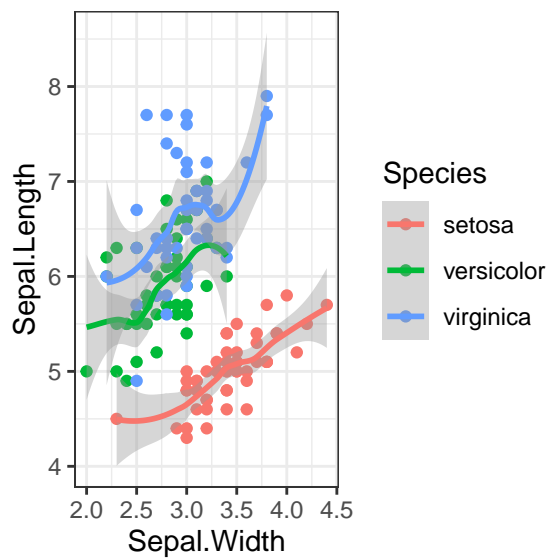 8
7
6
5
4
Sepal.Length
2.0 2.5 3.0 3.5 4.0 4.5
Sepal.Width
Species
setosa
versicolor
virginica